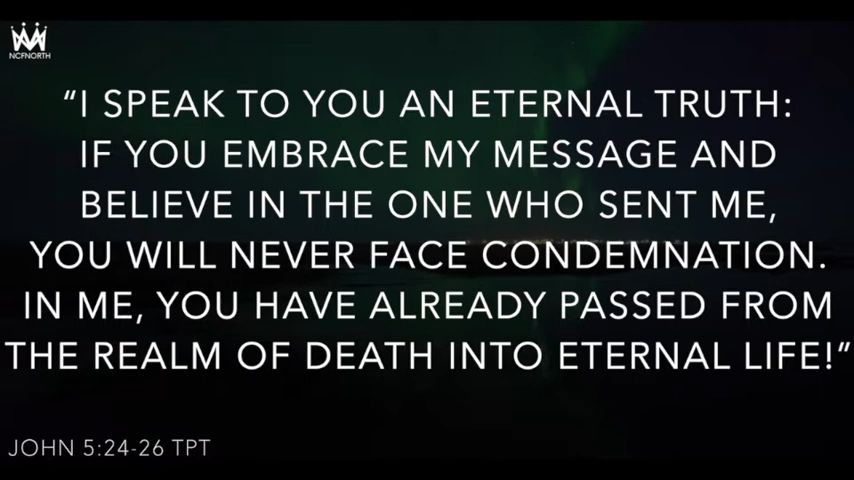 NCFNORTH
“I SPEAK TO YOU AN ETERNAL TRUTH:
IF YOU EMBRACE MY MESSAGE AND
BELIEVE IN THE ONE WHO SENT ME,
YOU WILL NEVER FACE CONDEMNATION.
IN ME, YOU HAVE ALREADY PASSED FROM
THE REALM OF DEATH INTO ETERNAL LIFE!”
JOHN 5:24-26 TPT